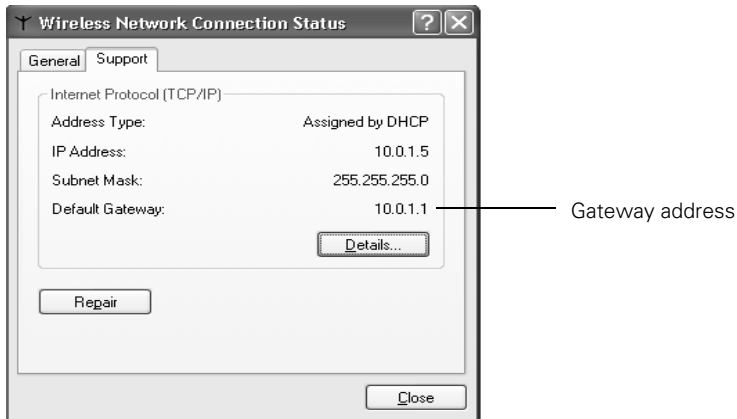 Wireless Network Connection Status
General Support
Internet Protocol (TCP/IP)
Address Type: Assigned by DHCP
IP Address: 10.0.1.5
Subnet Mask: 255.255.255.0
Default Gateway: 10.0.1.1 Gateway address
Details...
Repair
Close